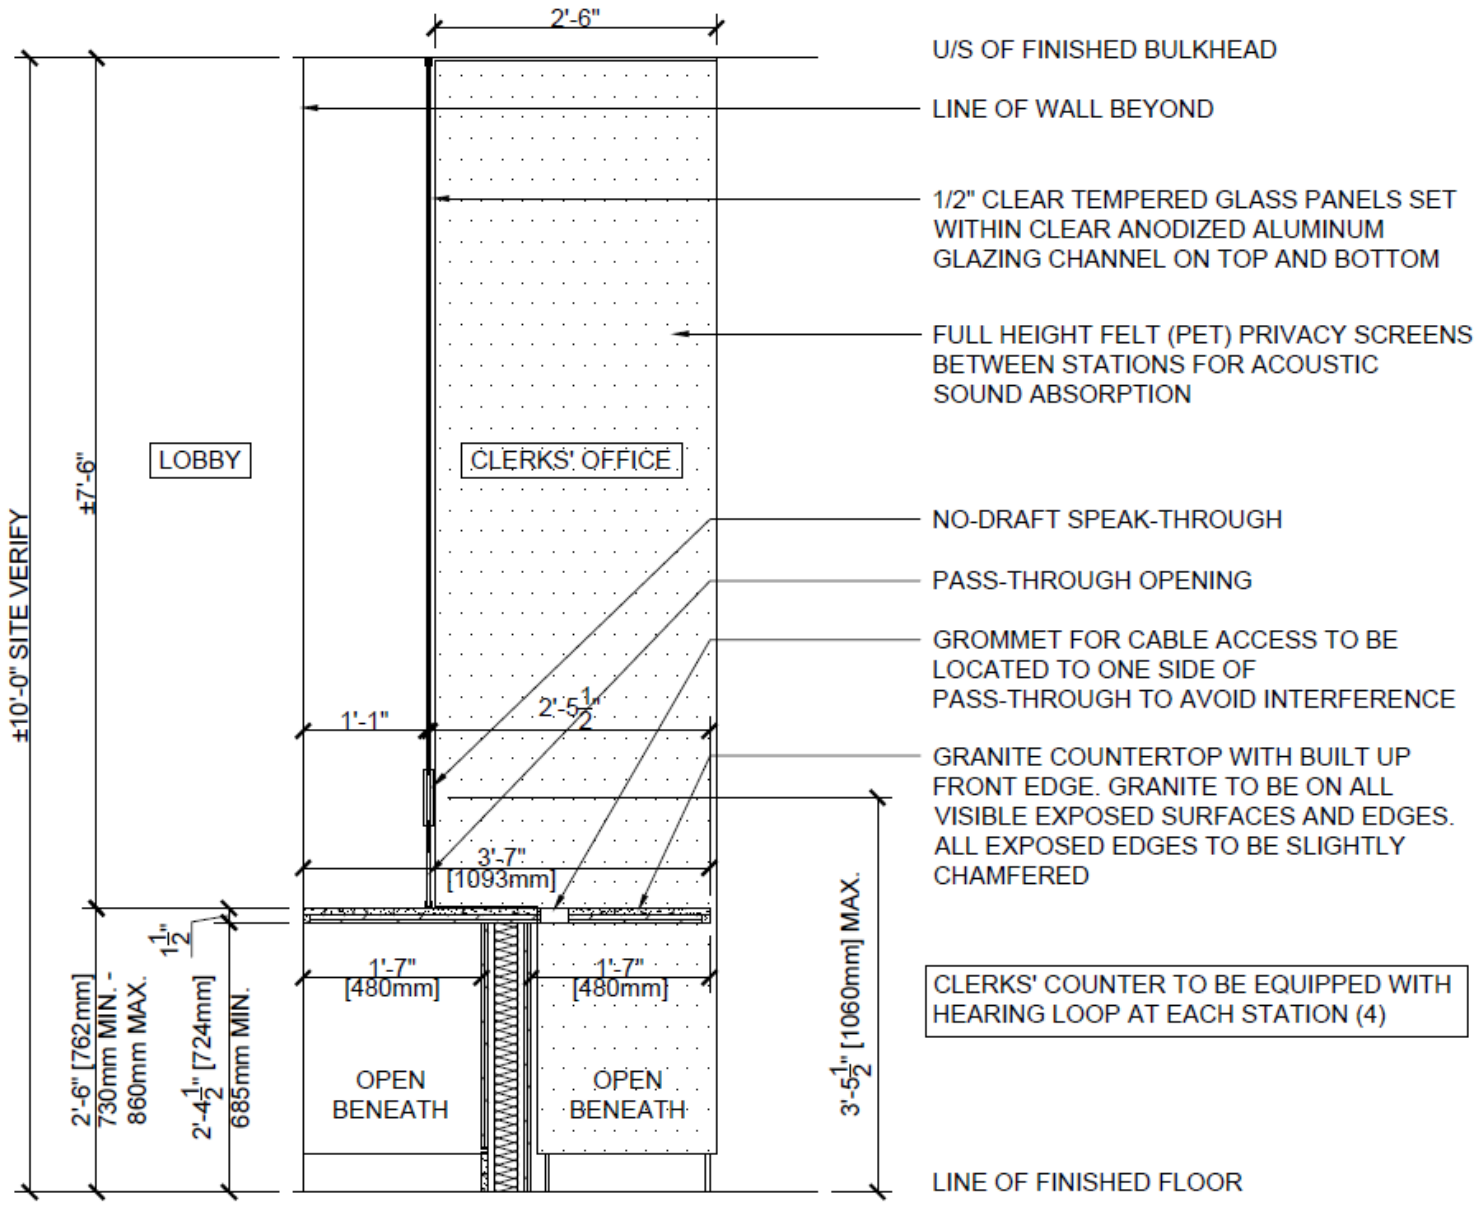 2'-6"
U/S OF FINISHED BULKHEAD
LINE OF WALL BEYOND
1/2" CLEAR TEMPERED GLASS PANELS SET
WITHIN CLEAR ANODIZED ALUMINUM
GLAZING CHANNEL ON TOP AND BOTTOM
FULL HEIGHT FELT (PET) PRIVACY SCREENS
BETWEEN STATIONS FOR ACOUSTIC
SOUND ABSORPTION
±10'-0" SITE VERIFY
±7'-6"
LOBBY
CLERKS' OFFICE
NO-DRAFT SPEAK-THROUGH
PASS-THROUGH OPENING
GROMMET FOR CABLE ACCESS TO BE
LOCATED TO ONE SIDE OF
PASS-THROUGH TO AVOID INTERFERENCE
1'-1"
2'-5 1/2"
GRANITE COUNTERTOP WITH BUILT UP
FRONT EDGE. GRANITE TO BE ON ALL
VISIBLE EXPOSED SURFACES AND EDGES.
ALL EXPOSED EDGES TO BE SLIGHTLY
CHAMFERED
3'-7"
[1093mm]
1 1/2"
2'-6" [762mm]
730mm MIN. -
860mm MAX.
2'-4 1/2" [724mm]
685mm MIN.
1'-7"
[480mm]
1'-7"
[480mm]
3'-5 1/2" [1060mm] MAX.
CLERKS' COUNTER TO BE EQUIPPED WITH
HEARING LOOP AT EACH STATION (4)
OPEN
BENEATH
OPEN
BENEATH
LINE OF FINISHED FLOOR